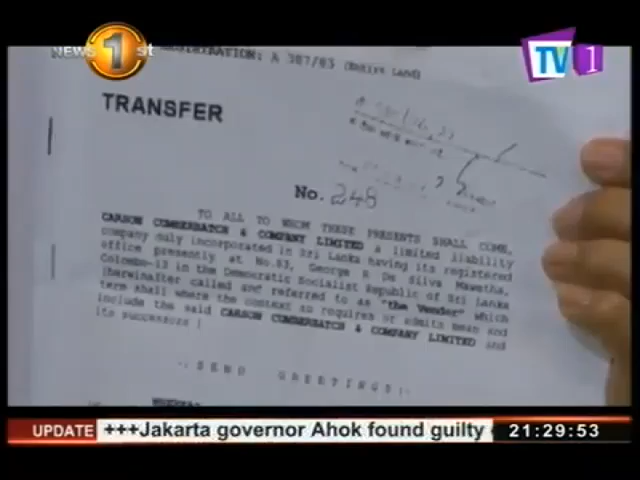 NEWS 1st
TV 1
REGISTRATION: A 387/83 (Entire Land)
TRANSFER
No. 248
TO ALL TO WHOM THESE PRESENTS SHALL COME,
CARSON CUMBERBATCH & COMPANY LIMITED a limited liability
company duly incorporated in Sri Lanka having its registered
office presently at No.83, George R De Silva Mawatha,
Colombo-13 in the Democratic Socialist Republic of Sri Lanka
(hereinafter called and referred to as "the Vendor" which
term shall where the context so requires or admits mean and
include the said CARSON CUMBERBATCH & COMPANY LIMITED and
its successors)
SEND GREETINGS
WHEREAS
UPDATE +++Jakarta governor Ahok found guilty 21:29:53